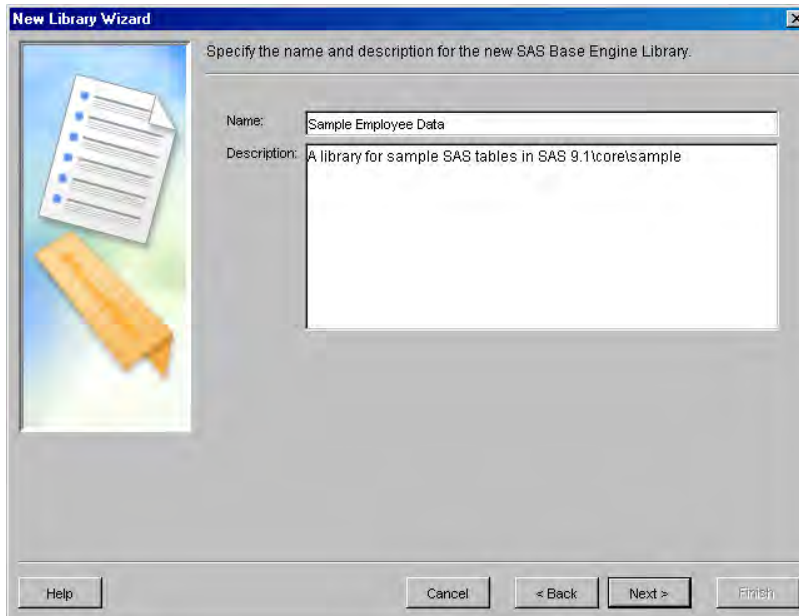 New Library Wizard
Specify the name and description for the new SAS Base Engine Library.
Name:
Sample Employee Data
Description:
A library for sample SAS tables in SAS 9.1\core\sample
Help
Cancel
< Back
Next >
Finish